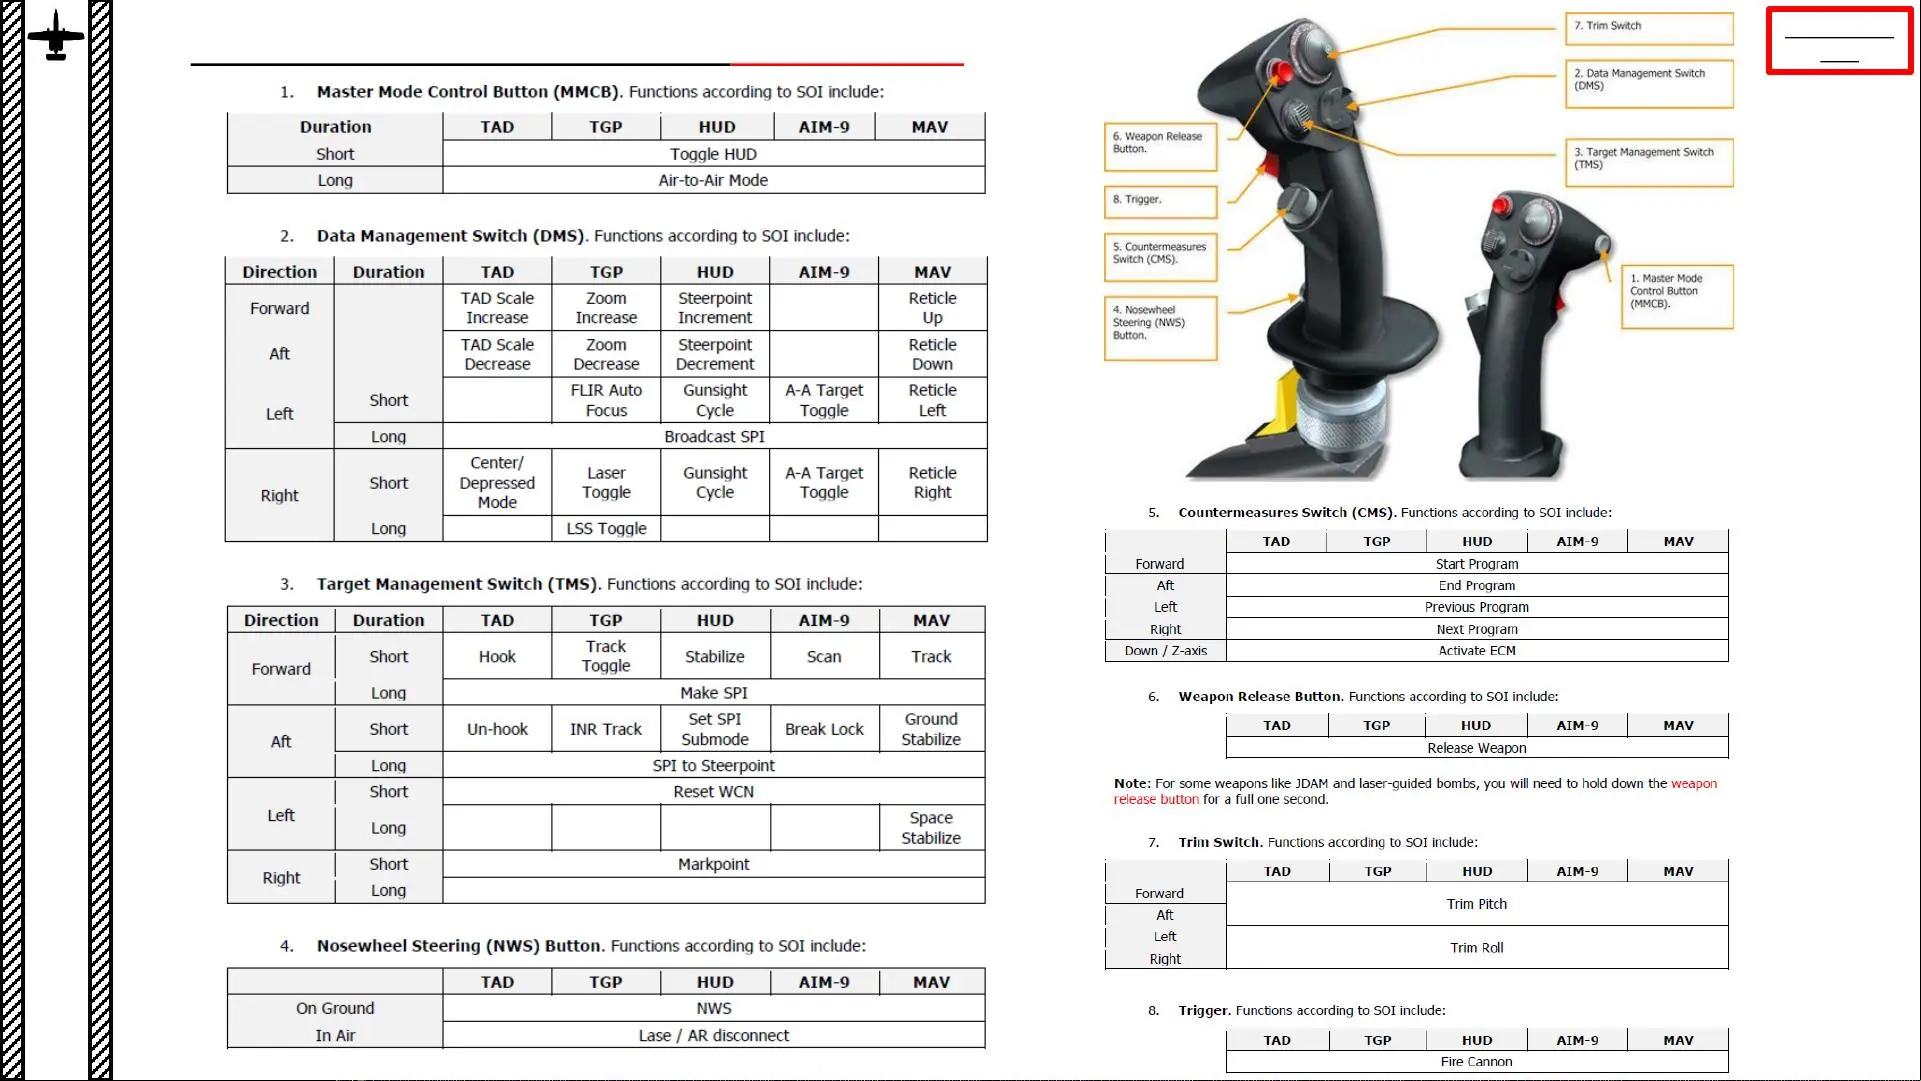 1. Master Mode Control Button (MMCB). Functions according to SOI include:
Duration TAD TGP HUD AIM-9 MAV
Short Toggle HUD
Long Air-to-Air Mode
2. Data Management Switch (DMS). Functions according to SOI include:
Direction Duration TAD TGP HUD AIM-9 MAV
Forward TAD Scale Increase Zoom Increase Steerpoint Increment Reticle Up
Aft TAD Scale Decrease Zoom Decrease Steerpoint Decrement Reticle Down
Left Short FLIR Auto Focus Gunsight Cycle A-A Target Toggle Reticle Left
Long Broadcast SPI
Right Short Center/ Depressed Mode Laser Toggle Gunsight Cycle A-A Target Toggle Reticle Right
Long LSS Toggle
3. Target Management Switch (TMS). Functions according to SOI include:
Direction Duration TAD TGP HUD AIM-9 MAV
Forward Short Hook Track Toggle Stabilize Scan Track
Long Make SPI
Aft Short Un-hook INR Track Set SPI Submode Break Lock Ground Stabilize
Long SPI to Steerpoint
Left Short Reset WCN
Long Space Stabilize
Right Short Markpoint
Long
4. Nosewheel Steering (NWS) Button. Functions according to SOI include:
TAD TGP HUD AIM-9 MAV
On Ground NWS
In Air Lase / AR disconnect
7. Trim Switch
2. Data Management Switch
(DMS)
6. Weapon Release
Button.
3. Target Management Switch
(TMS)
8. Trigger.
5. Countermeasures
Switch (CMS).
1. Master Mode
Control Button
(MMCB).
4. Nosewheel
Steering (NWS)
Button.
5. Countermeasures Switch (CMS). Functions according to SOI include:
TAD TGP HUD AIM-9 MAV
Forward Start Program
Aft End Program
Left Previous Program
Right Next Program
Down / Z-axis Activate ECM
6. Weapon Release Button. Functions according to SOI include:
TAD TGP HUD AIM-9 MAV
Release Weapon
Note: For some weapons like JDAM and laser-guided bombs, you will need to hold down the weapon
release button for a full one second.
7. Trim Switch. Functions according to SOI include:
TAD TGP HUD AIM-9 MAV
Forward
Trim Pitch
Aft
Left
Trim Roll
Right
8. Trigger. Functions according to SOI include:
TAD TGP HUD AIM-9 MAV
Fire Cannon